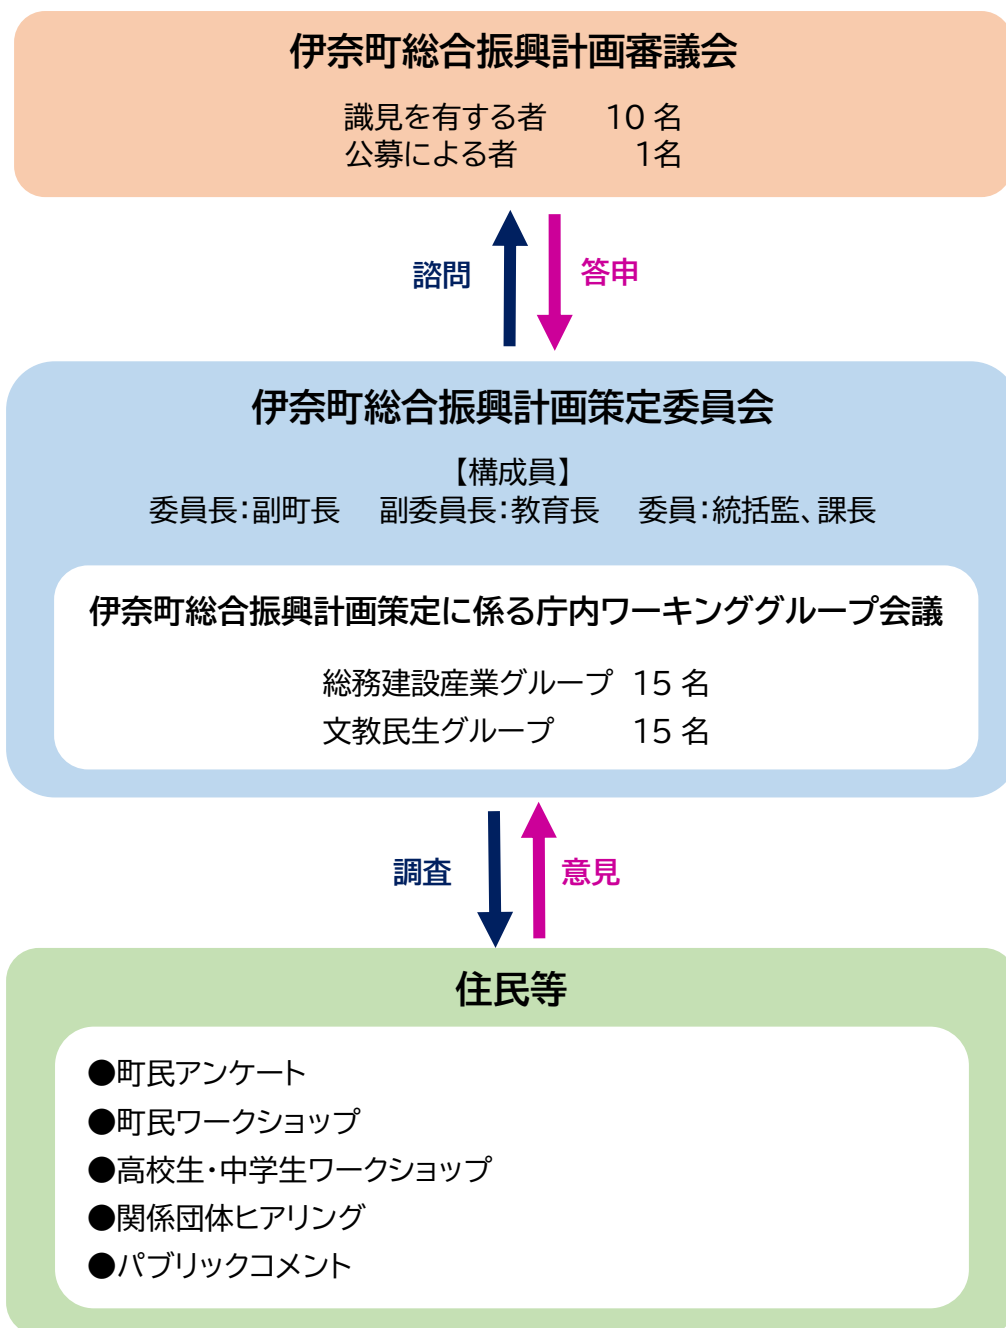 伊奈町総合振興計画審議会
識見を有する者 10 名
公募による者 1名
諮問 答申
伊奈町総合振興計画策定委員会
【構成員】
委員長：副町長 副委員長：教育長 委員：統括監、課長
伊奈町総合振興計画策定に係る庁内ワーキンググループ会議
総務建設産業グループ 15 名
文教民生グループ 15 名
調査 意見
住民等
●町民アンケート
●町民ワークショップ
●高校生・中学生ワークショップ
●関係団体ヒアリング
●パブリックコメント